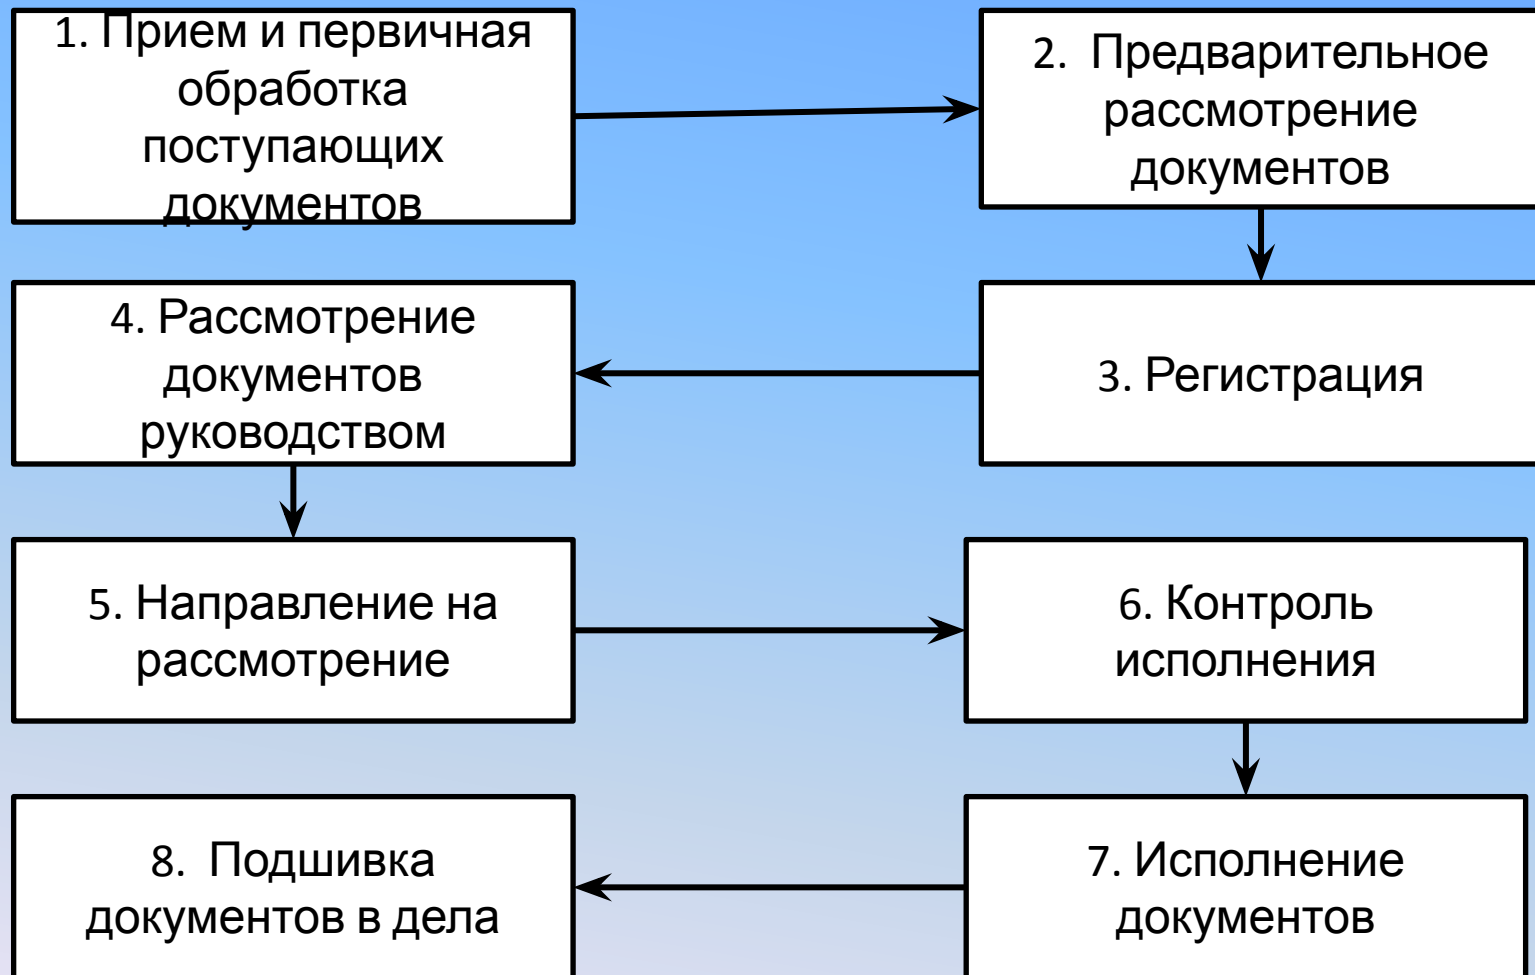 1. Прием и первичная
обработка
поступающих
документов
2. Предварительное
рассмотрение
документов
3. Регистрация
4. Рассмотрение
документов
руководством
5. Направление на
рассмотрение
6. Контроль
исполнения
7. Исполнение
документов
8. Подшивка
документов в дела